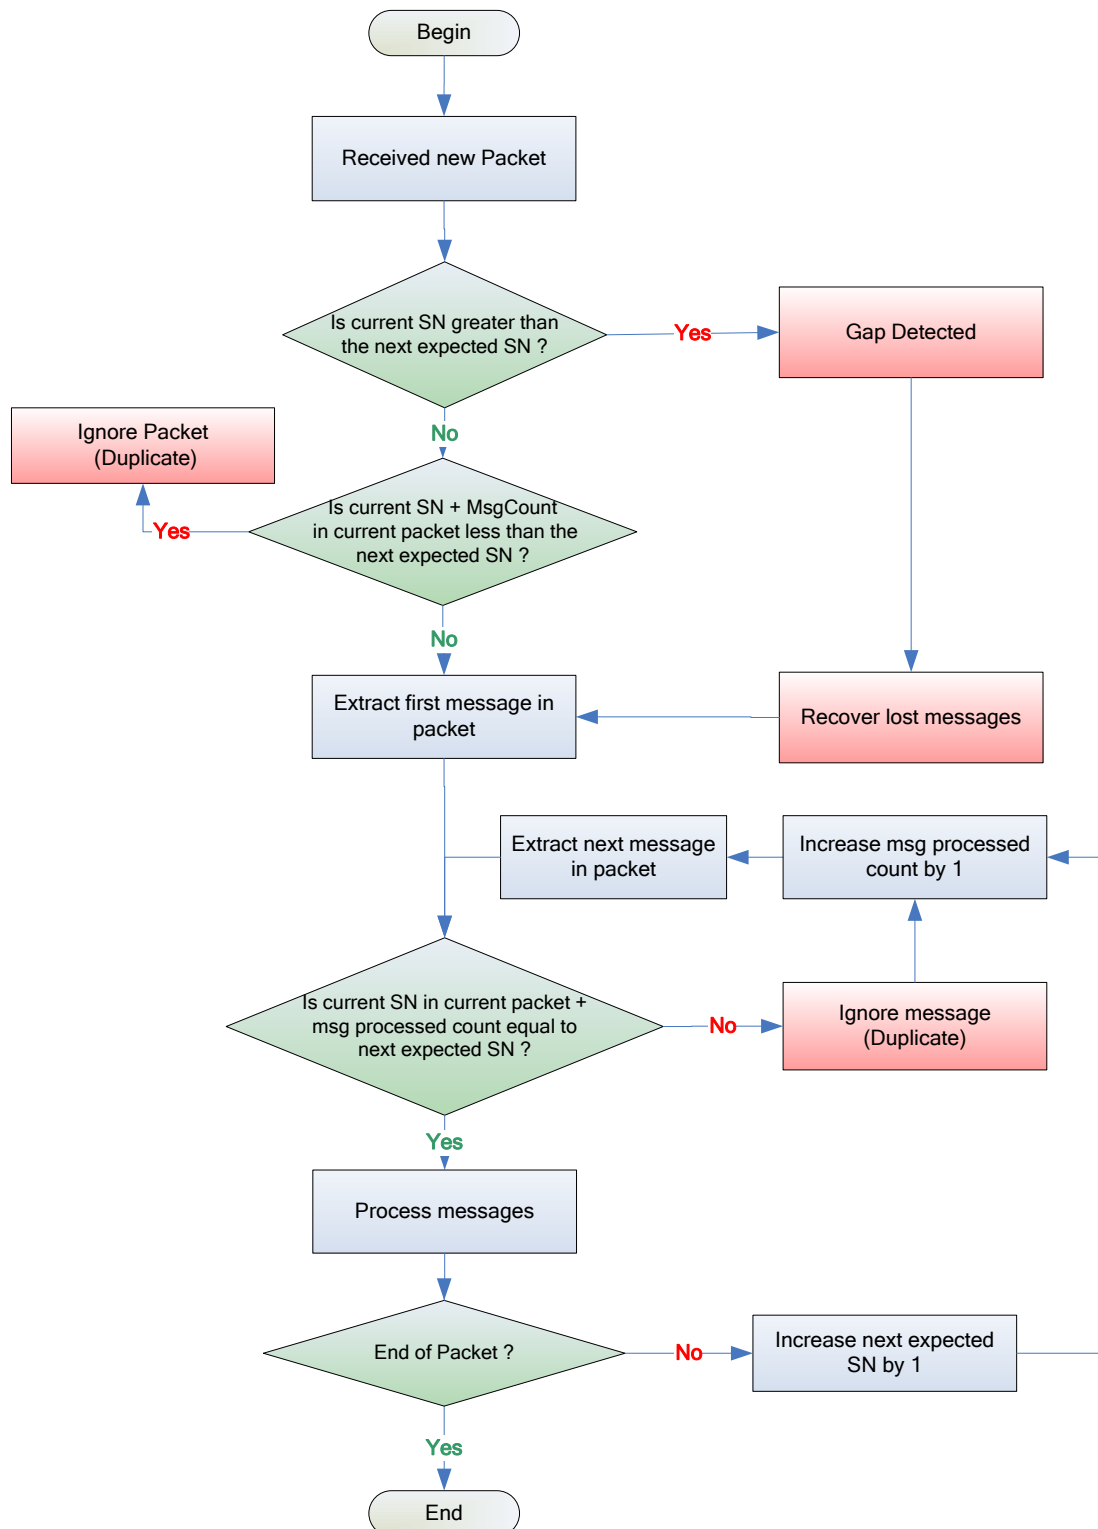 Begin
Received new Packet
Is current SN greater than
the next expected SN ?
Yes
Gap Detected
No
Ignore Packet
(Duplicate)
Yes
Is current SN + MsgCount
in current packet less than the
next expected SN ?
No
Extract first message in
packet
Recover lost messages
Extract next message
in packet
Increase msg processed
count by 1
Is current SN in current packet +
msg processed count equal to
next expected SN ?
No
Ignore message
(Duplicate)
Yes
Process messages
End of Packet ?
No
Increase next expected
SN by 1
Yes
End